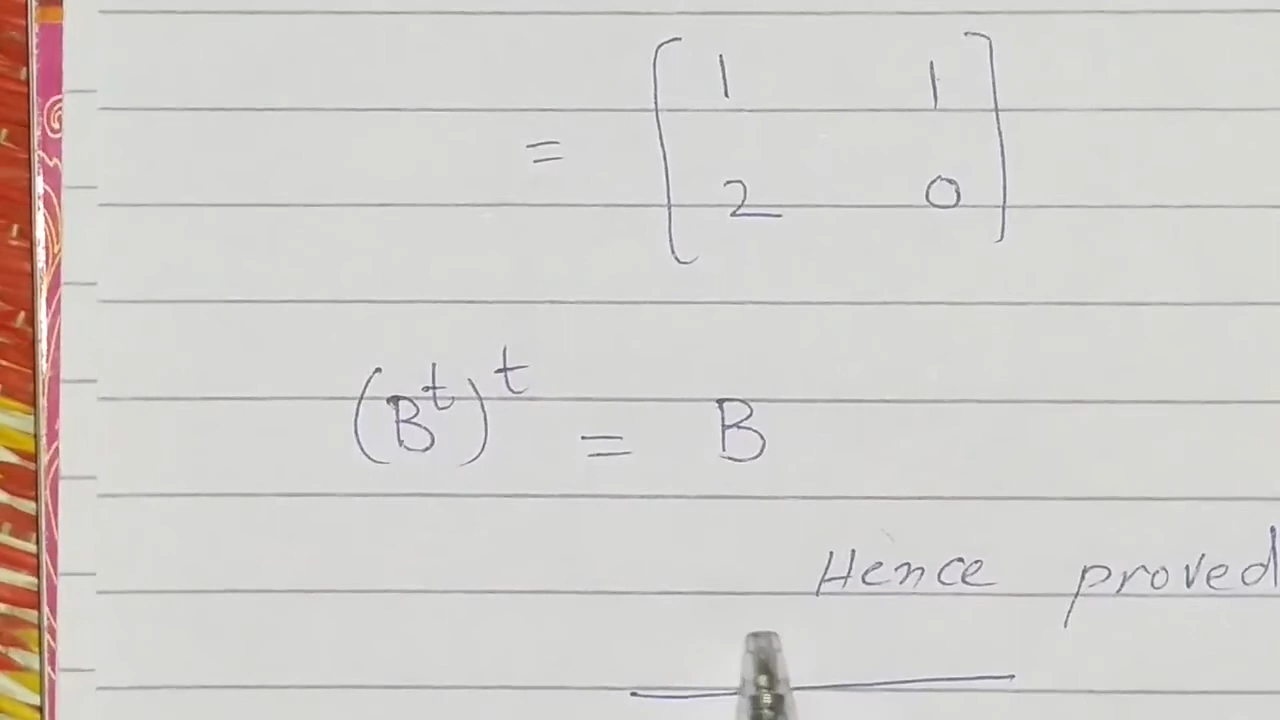 1 1
=
2 0
(B^t)^t = B
Hence proved